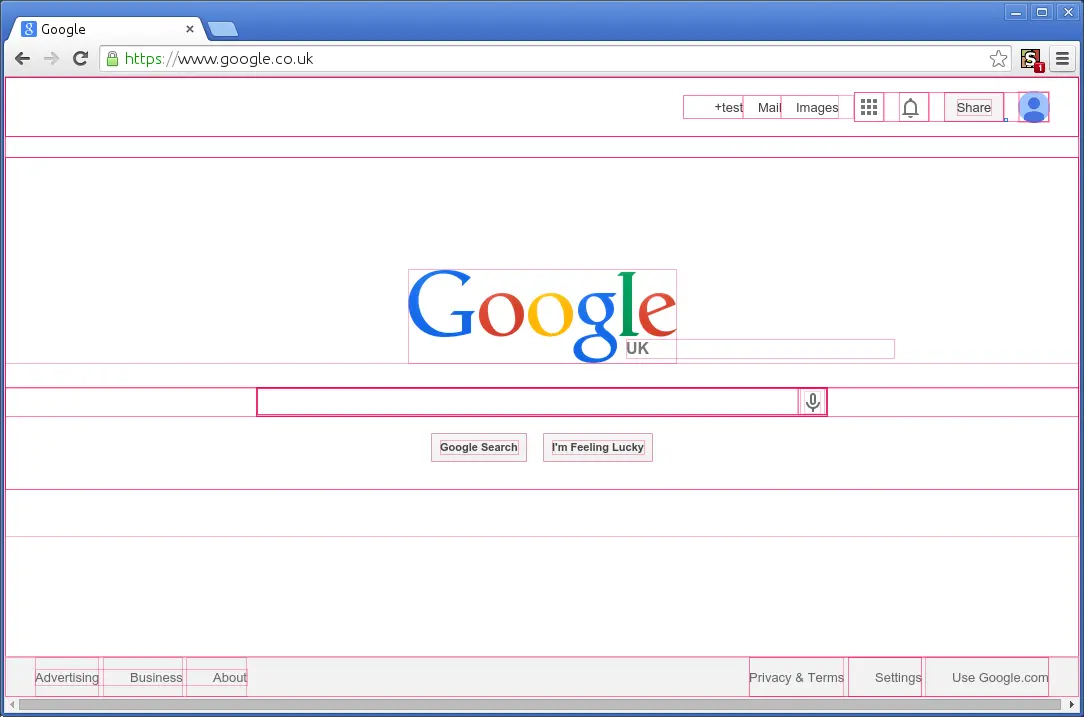 Google
https://www.google.co.uk
S
1
+test Mail Images Share
Google
UK
Google Search I'm Feeling Lucky
Advertising Business About Privacy & Terms Settings Use Google.com